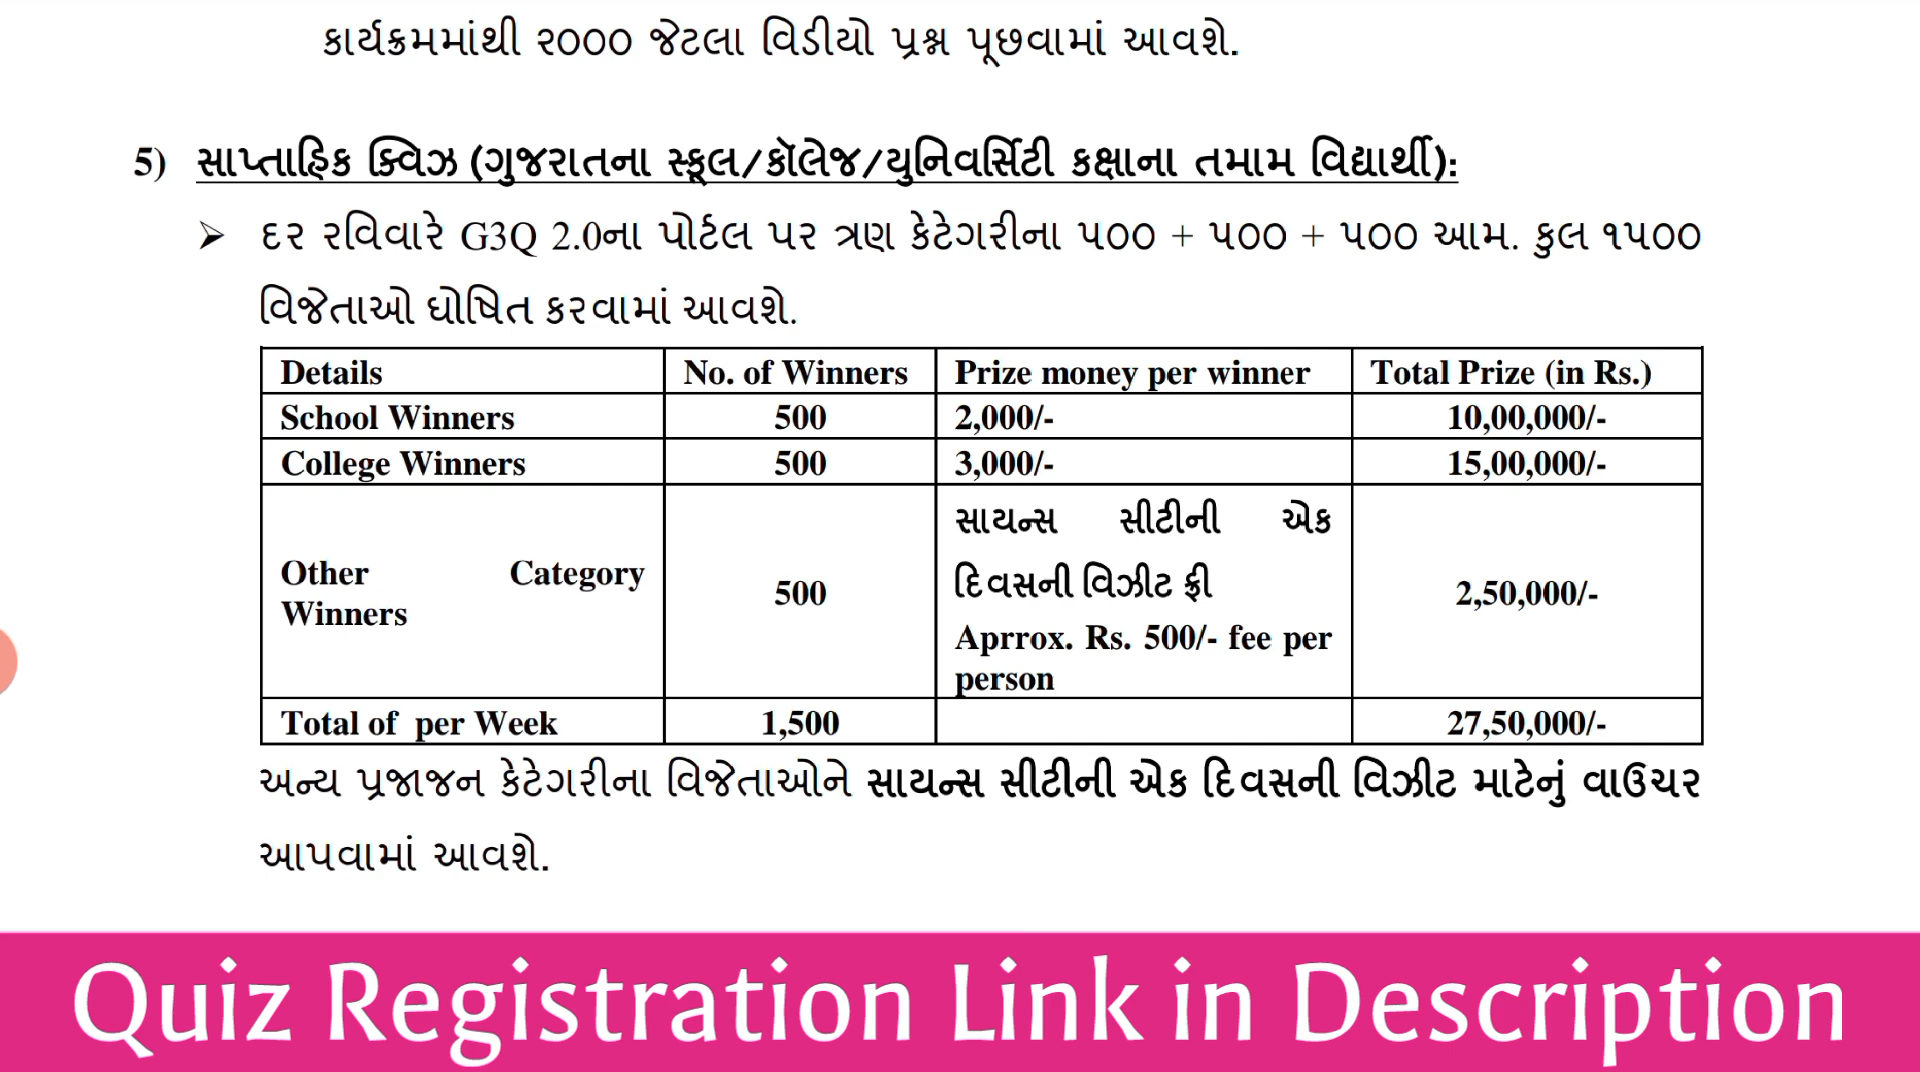 કાર્યક્રમમાંથી ૨૦૦૦ જેટલા વિડીયો પ્રશ્ન પૂછવામાં આવશે.
5) સાપ્તાહિક ક્વિઝ (ગુજરાતના સ્કૂલ/કૉલેજ/યુનિવર્સિટી કક્ષાના તમામ વિદ્યાર્થી):
➢ દર રવિવારે G3Q 2.0ના પોર્ટલ પર ત્રણ કેટેગરીના ૫૦૦ + ૫૦૦ + ૫૦૦ આમ. કુલ ૧૫૦૦
વિજેતાઓ ઘોષિત કરવામાં આવશે.
Details No. of Winners Prize money per winner Total Prize (in Rs.)
School Winners 500 2,000/- 10,00,000/-
College Winners 500 3,000/- 15,00,000/-
Other Category
Winners
500
સાયન્સ સીટીની એક
દિવસની વિઝીટ ફ્રી
Aprrox. Rs. 500/- fee per
person
2,50,000/-
Total of per Week 1,500 27,50,000/-
અન્ય પ્રજાજન કેટેગરીના વિજેતાઓને સાયન્સ સીટીની એક દિવસની વિઝીટ માટેનું વાઉચર
આપવામાં આવશે.
Quiz Registration Link in Description